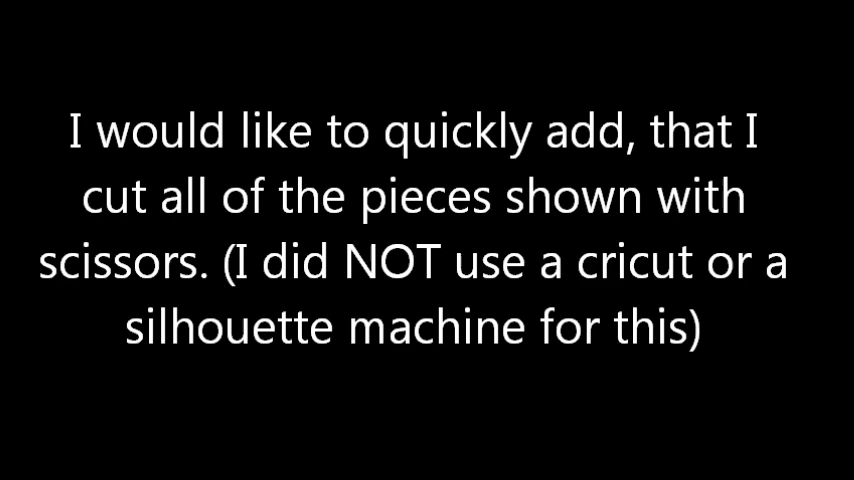 I would like to quickly add, that I
cut all of the pieces shown with
scissors. (I did NOT use a cricut or a
silhouette machine for this)